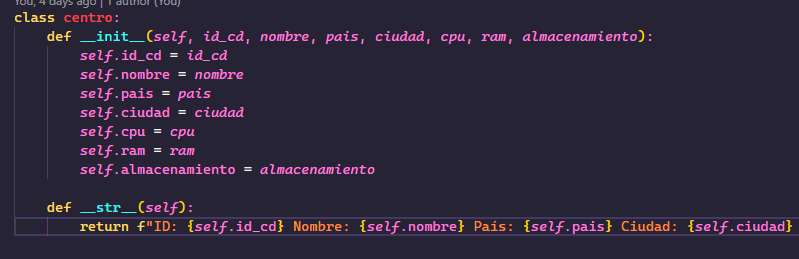 You, 4 days ago | 1 author (You)
class centro:
    def __init__(self, id_cd, nombre, pais, ciudad, cpu, ram, almacenamiento):
        self.id_cd = id_cd
        self.nombre = nombre
        self.pais = pais
        self.ciudad = ciudad
        self.cpu = cpu
        self.ram = ram
        self.almacenamiento = almacenamiento
    def __str__(self):
        return f"ID: {self.id_cd} Nombre: {self.nombre} País: {self.pais} Ciudad: {self.ciudad}